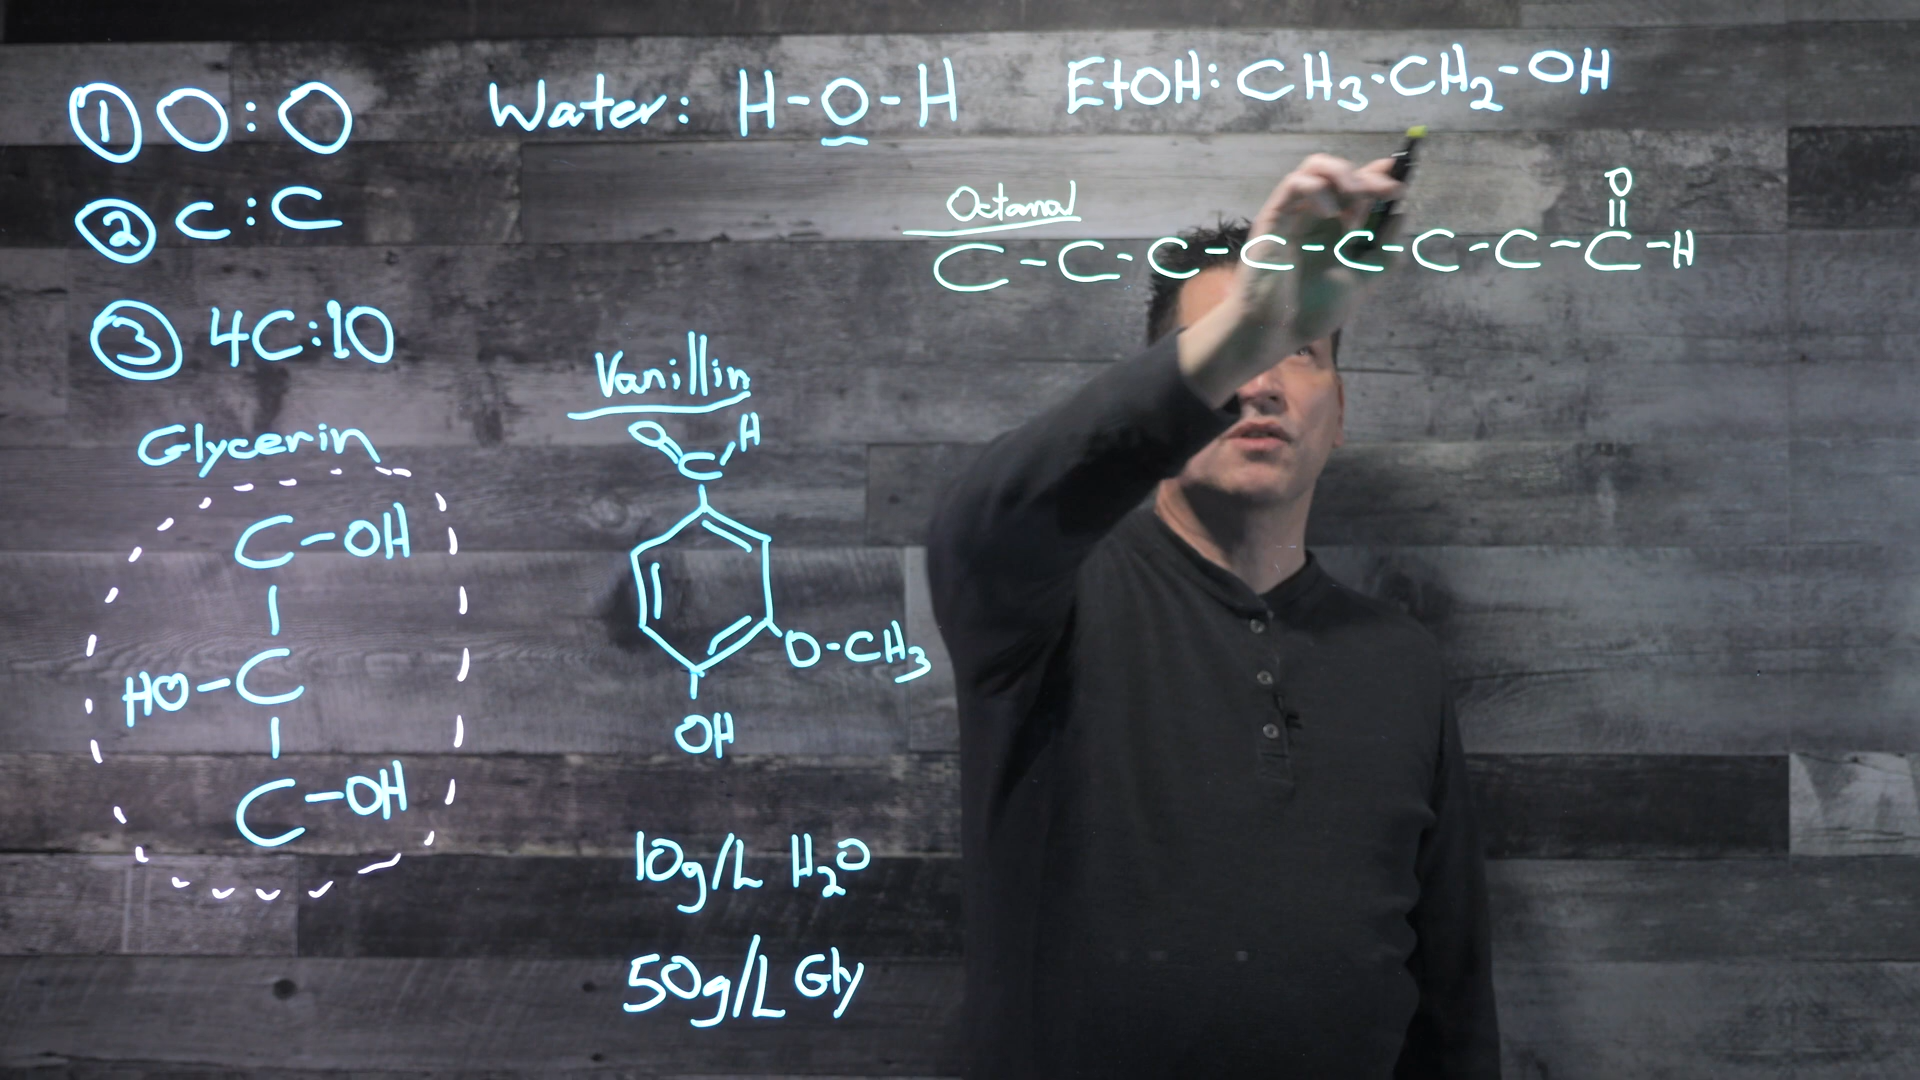 ① O:O
② C:C
③ 4C:1O
Water: H-O-H
EtOH: CH3-CH2-OH
Octanal
O
C-C-C-C-C-C-C-C-H
Glycerin
C-OH
HO-C
C-OH
Vanillin
O H
C
O-CH3
OH
10g/L H2O
50g/L Gly